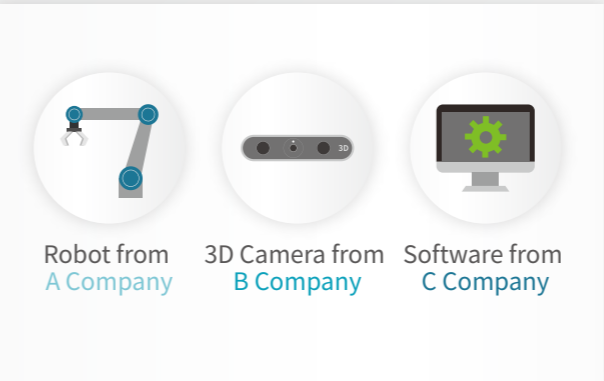 3D
Robot from
A Company
3D Camera from
B Company
Software from
C Company